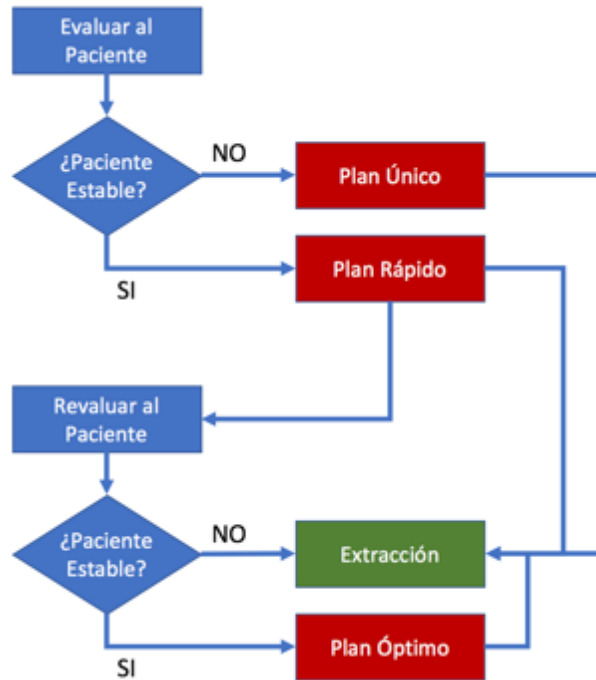 Evaluar al
Paciente
¿Paciente
Estable?
NO
Plan Único
SI
Plan Rápido
Revaluar al
Paciente
¿Paciente
Estable?
NO
Extracción
SI
Plan Óptimo